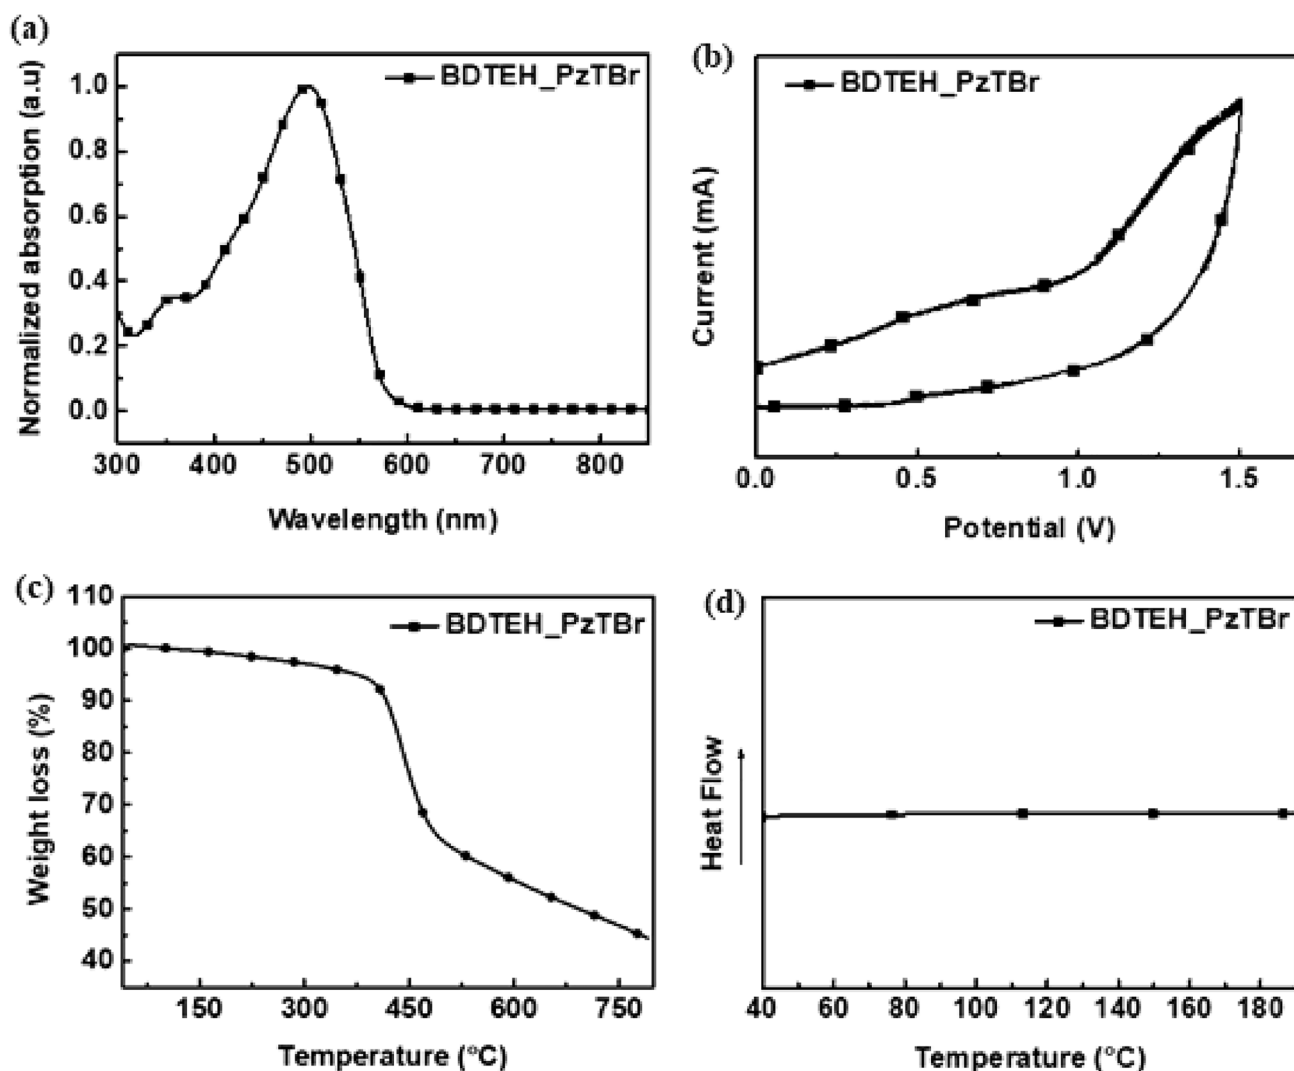 (a)
BDTEH_PzTBr
Normalized absorption (a.u)
1.0
0.8
0.6
0.4
0.2
0.0
300 400 500 600 700 800
Wavelength (nm)
(b)
BDTEH_PzTBr
Current (mA)
0.0 0.5 1.0 1.5
Potential (V)
(c)
BDTEH_PzTBr
Weight loss (%)
110
100
90
80
70
60
50
40
150 300 450 600 750
Temperature (°C)
(d)
BDTEH_PzTBr
Heat Flow
40 60 80 100 120 140 160 180
Temperature (°C)